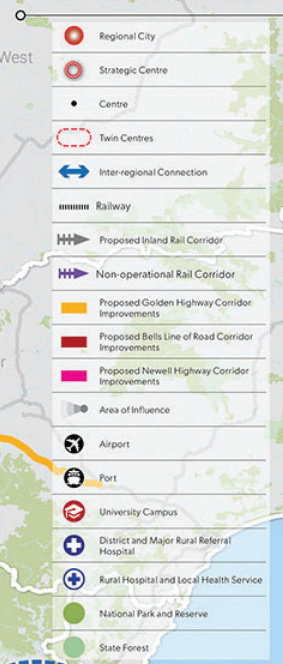 West
Regional City
Strategic Centre
Centre
Twin Centres
Inter-regional Connection
Railway
Proposed Inland Rail Corridor
Non-operational Rail Corridor
Proposed Golden Highway Corridor
Improvements
Proposed Bells Line of Road Corridor
Improvements
Proposed Newell Highway Corridor
Improvements
Area of Influence
Airport
Port
University Campus
District and Major Rural Referral
Hospital
Rural Hospital and Local Health Service
National Park and Reserve
State Forest